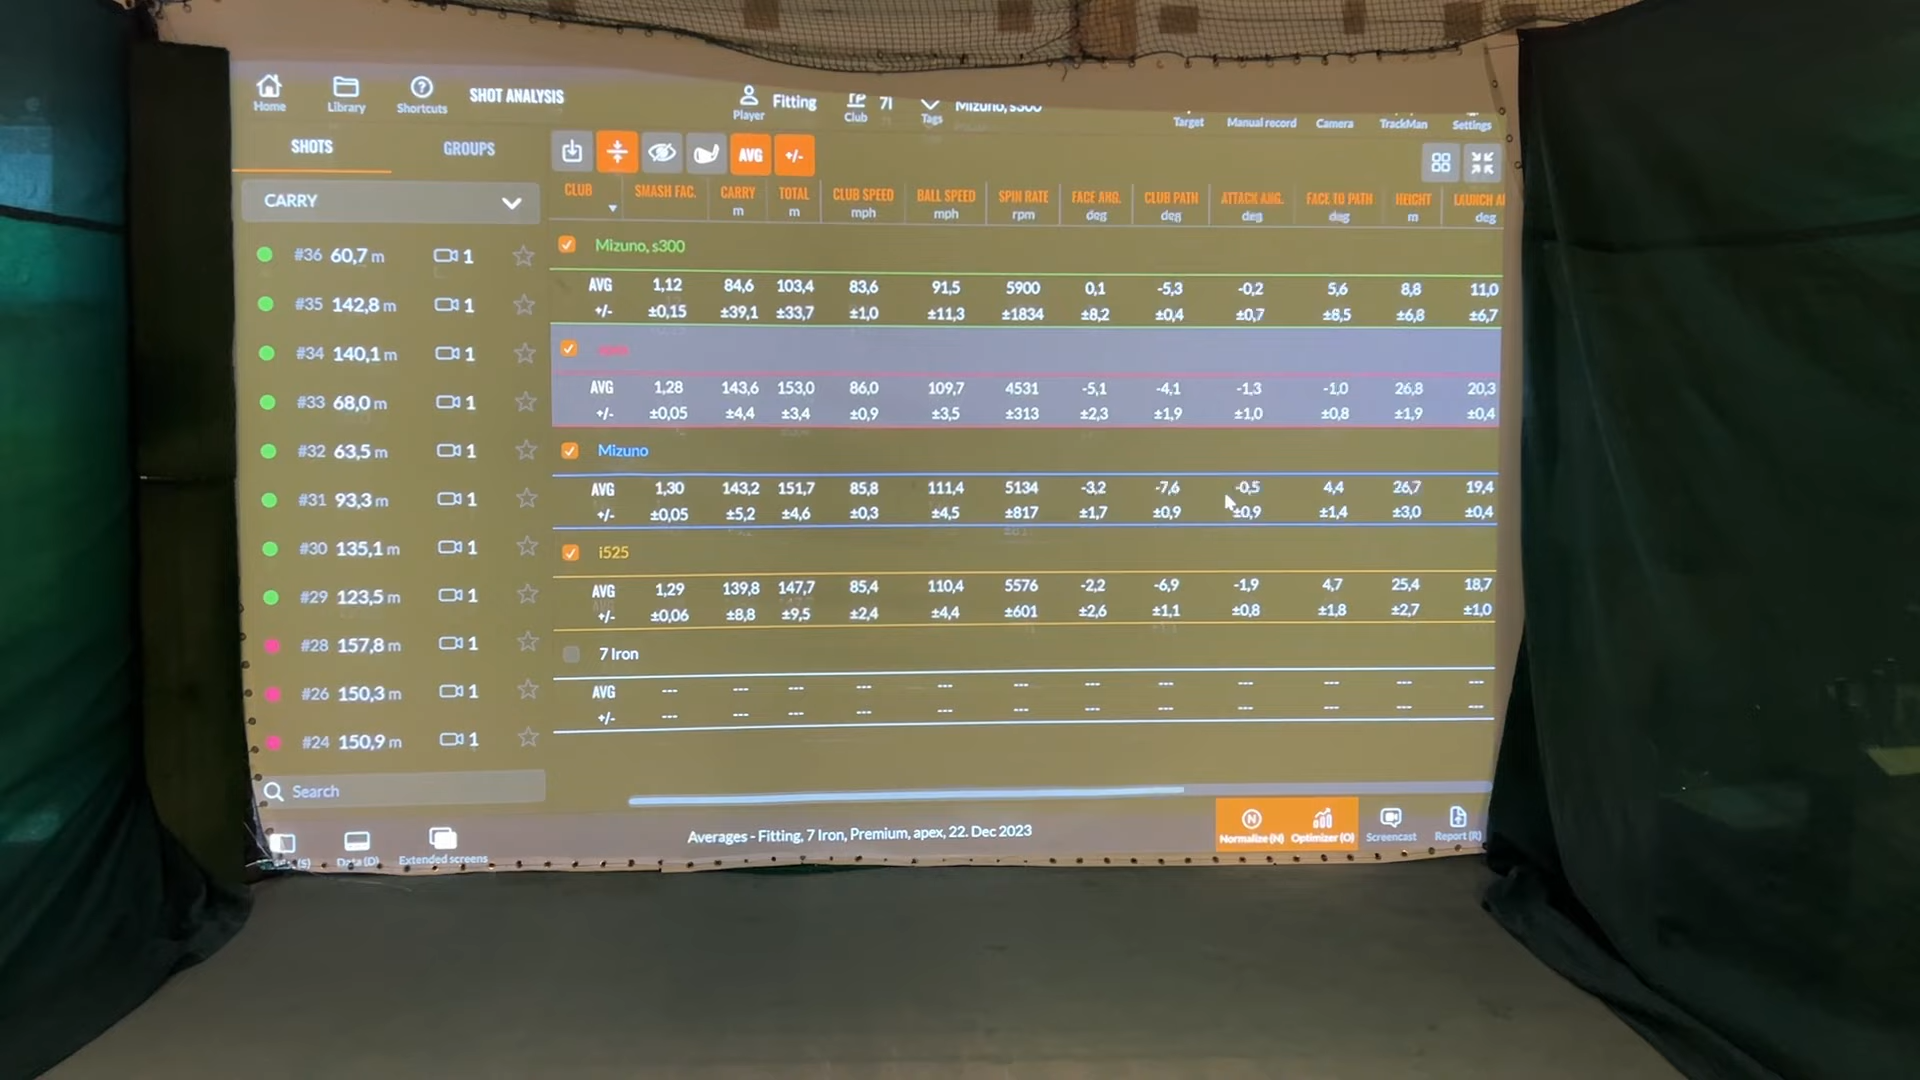 Home
Library
Shortcuts
SHOT ANALYSIS
Player
Fitting
Club
7I
Tags
Mizuno, s300
Target
Manual record
Camera
TrackMan
Settings
SHOTS
GROUPS
AVG
+/-
CARRY
CLUB SMASH FAC. CARRY TOTAL CLUB SPEED BALL SPEED SPIN RATE FACE ANG. CLUB PATH ATTACK ANG. FACE TO PATH HEIGHT LAUNCH A
m m mph mph rpm deg deg deg deg m deg
#36 60,7 m 1
#35 142,8 m 1
#34 140,1 m 1
#33 68,0 m 1
#32 63,5 m 1
#31 93,3 m 1
#30 135,1 m 1
#29 123,5 m 1
#28 157,8 m 1
#26 150,3 m 1
#24 150,9 m 1
Search
Mizuno, s300
AVG 1,12 84,6 103,4 83,6 91,5 5900 0,1 -5,3 -0,2 5,6 8,8 11,0
+/- ±0,15 ±39,1 ±33,7 ±1,0 ±11,3 ±1834 ±8,2 ±0,4 ±0,7 ±8,5 ±6,8 ±6,7
AVG 1,28 143,6 153,0 86,0 109,7 4531 -5,1 -4,1 -1,3 -1,0 26,8 20,3
+/- ±0,05 ±4,4 ±3,4 ±0,9 ±3,5 ±313 ±2,3 ±1,9 ±1,0 ±0,8 ±1,9 ±0,4
Mizuno
AVG 1,30 143,2 151,7 85,8 111,4 5134 -3,2 -7,6 -0,5 4,4 26,7 19,4
+/- ±0,05 ±5,2 ±4,6 ±0,3 ±4,5 ±817 ±1,7 ±0,9 ±0,9 ±1,4 ±3,0 ±0,4
i525
AVG 1,29 139,8 147,7 85,4 110,4 5576 -2,2 -6,9 -1,9 4,7 25,4 18,7
+/- ±0,06 ±8,8 ±9,5 ±2,4 ±4,4 ±601 ±2,6 ±1,1 ±0,8 ±1,8 ±2,7 ±1,0
7 Iron
AVG --- --- --- --- --- --- --- --- --- --- --- ---
+/- --- --- --- --- --- --- --- --- --- --- --- ---
Data (D)
Extended screens
Averages - Fitting, 7 Iron, Premium, apex, 22. Dec 2023
Normalize (N)
Optimizer (O)
Screencast
Report (R)